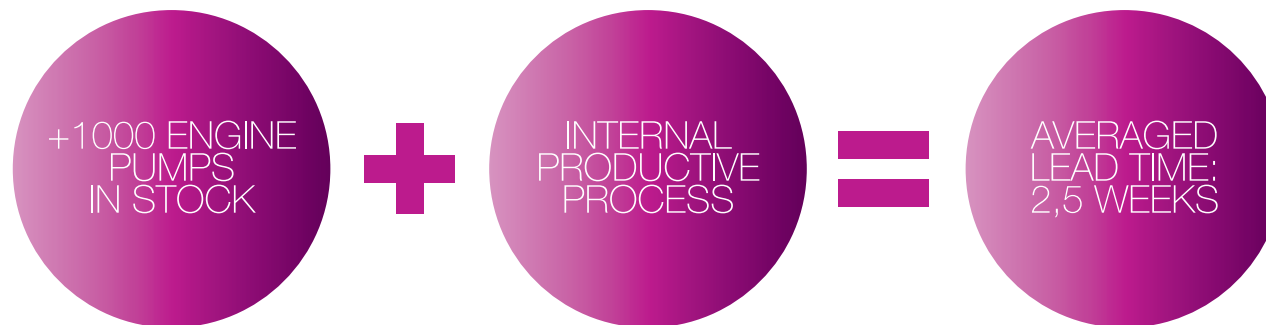 +1000 ENGINE
PUMPS
IN STOCK
INTERNAL
PRODUCTIVE
PROCESS
AVERAGED
LEAD TIME:
2,5 WEEKS